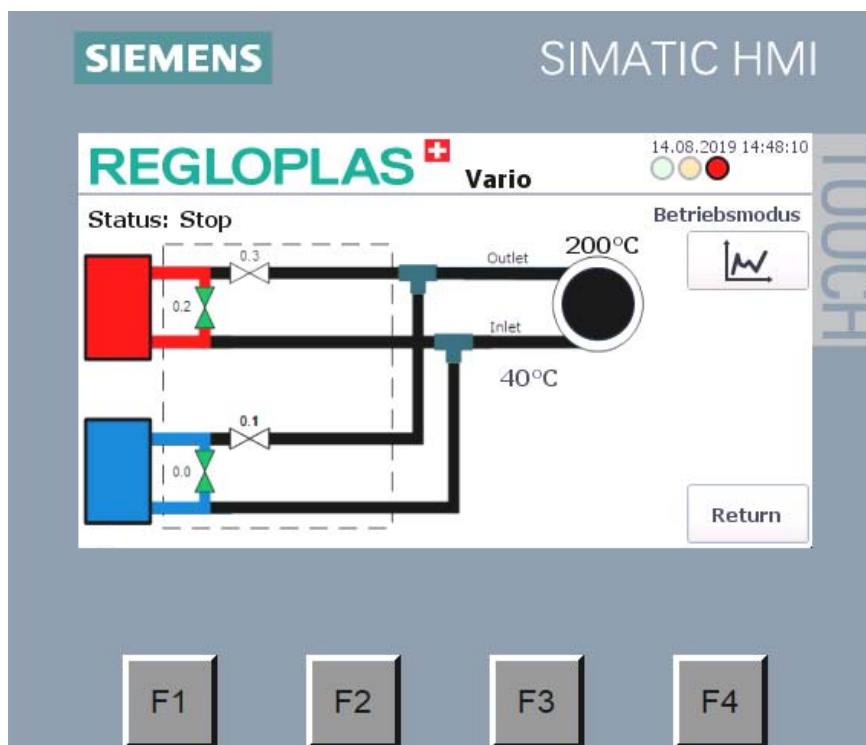 SIEMENS
SIMATIC HMI
TOUCH
REGLOPLAS
Vario
14.08.2019 14:48:10
Status: Stop
Betriebsmodus
0.3
Outlet
200°C
0.2
Inlet
40°C
0.1
0.0
Return
F1
F2
F3
F4